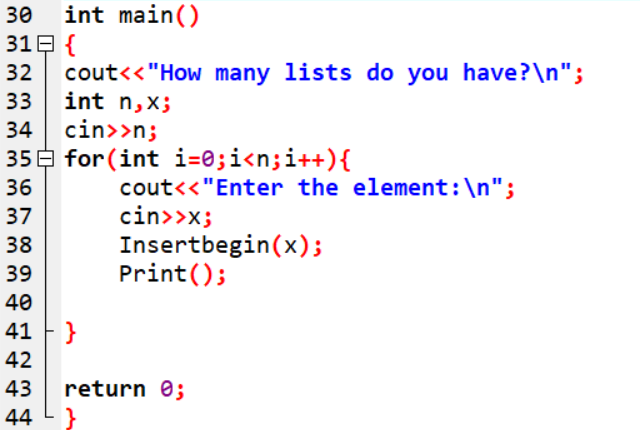 30 int main()
31 {
32 cout<<"How many lists do you have?\n";
33 int n,x;
34 cin>>n;
35 for(int i=0;i<n;i++){
36     cout<<"Enter the element:\n";
37     cin>>x;
38     Insertbegin(x);
39     Print();
40
41 }
42
43 return 0;
44 }